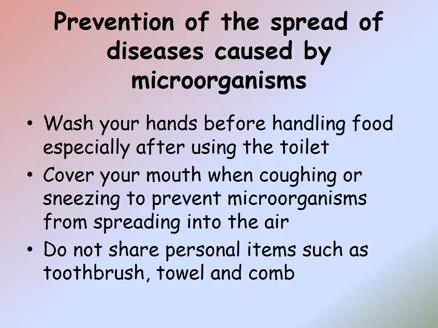 Prevention of the spread of
diseases caused by
microorganisms
• Wash your hands before handling food
especially after using the toilet
• Cover your mouth when coughing or
sneezing to prevent microorganisms
from spreading into the air
• Do not share personal items such as
toothbrush, towel and comb